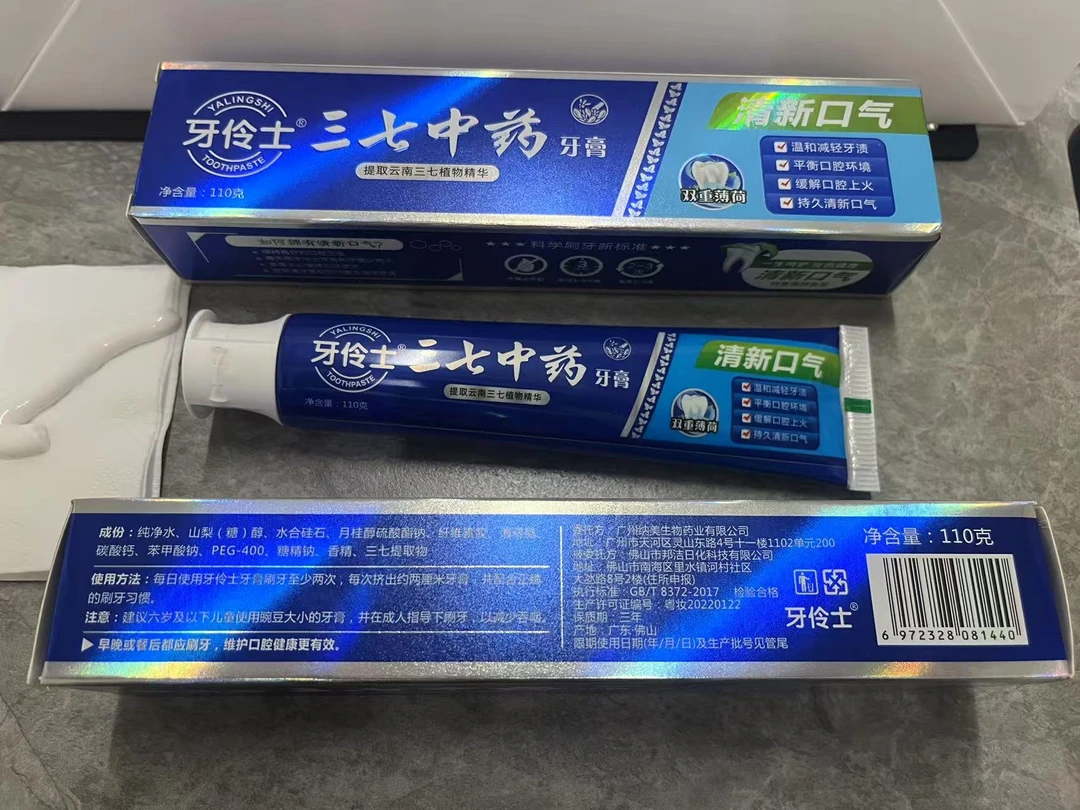 YALINGSHI
牙伶士®
TOOTHPASTE
三七中药
牙膏
提取云南三七植物精华
净含量：110克
清新口气
温和减轻牙渍
平衡口腔环境
缓解口腔上火
持久清新口气
双重薄荷
如何拥有清新口气?
★★★科学刷牙新标准★★★
清新口气
YALINGSHI
牙伶士®
TOOTHPASTE
三七中药
牙膏
提取云南三七植物精华
净含量：110克
清新口气
温和减轻牙渍
平衡口腔环境
缓解口腔上火
持久清新口气
双重薄荷
成份：纯净水、山梨（糖）醇、水合硅石、月桂醇硫酸酯钠、纤维素胶、
碳酸钙、苯甲酸钠、PEG-400、糖精钠、香精、三七提取物
使用方法：每日使用牙伶士牙膏刷牙至少两次，每次挤出约两厘米牙膏，并配合正确
的刷牙习惯。
注意：建议六岁及以下儿童使用豌豆大小的牙膏，并在成人指导下刷牙，以减少吞咽。
▶早晚或餐后都应刷牙，维护口腔健康更有效。
委托方：广州纳美生物药业有限公司
地址：广州市天河区灵山东路4号十一楼1102单元200
被委托方：佛山市邦洁日化科技有限公司
地址：佛山市南海区里水镇河村社区
大垯路8号2楼(住所申报)
执行标准：GB/T 8372-2017 检验合格
生产许可证编号：粤妆20220122
保质期：三年
产地：广东·佛山
限期使用日期(年/月/日)及生产批号见管尾
牙伶士®
净含量：110克
6 972328 081440